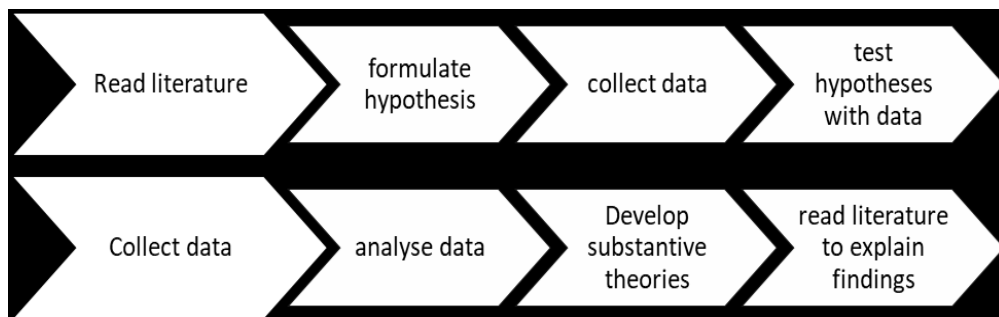 Read literature
formulate
hypothesis
collect data
test
hypotheses
with data
Collect data
analyse data
Develop
substantive
theories
read literature
to explain
findings